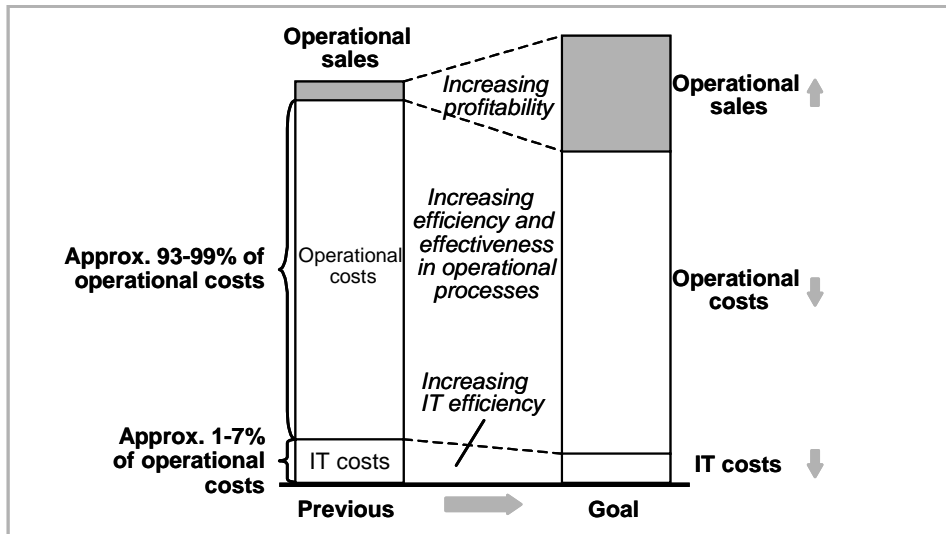 Operational
sales
Increasing
profitability
Operational
sales
Increasing
efficiency and
effectiveness
in operational
processes
Approx. 93-99% of
operational costs
Operational
costs
Operational
costs
Increasing
IT efficiency
Approx. 1-7%
of operational
costs
IT costs
IT costs
Previous
Goal